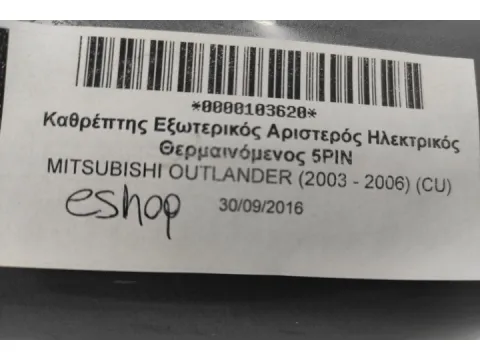 *0000103620*
Καθρέπτης Εξωτερικός Αριστερός Ηλεκτρικός
Θερμαινόμενος 5PIN
MITSUBISHI OUTLANDER (2003 - 2006) (CU)
eshop 30/09/2016